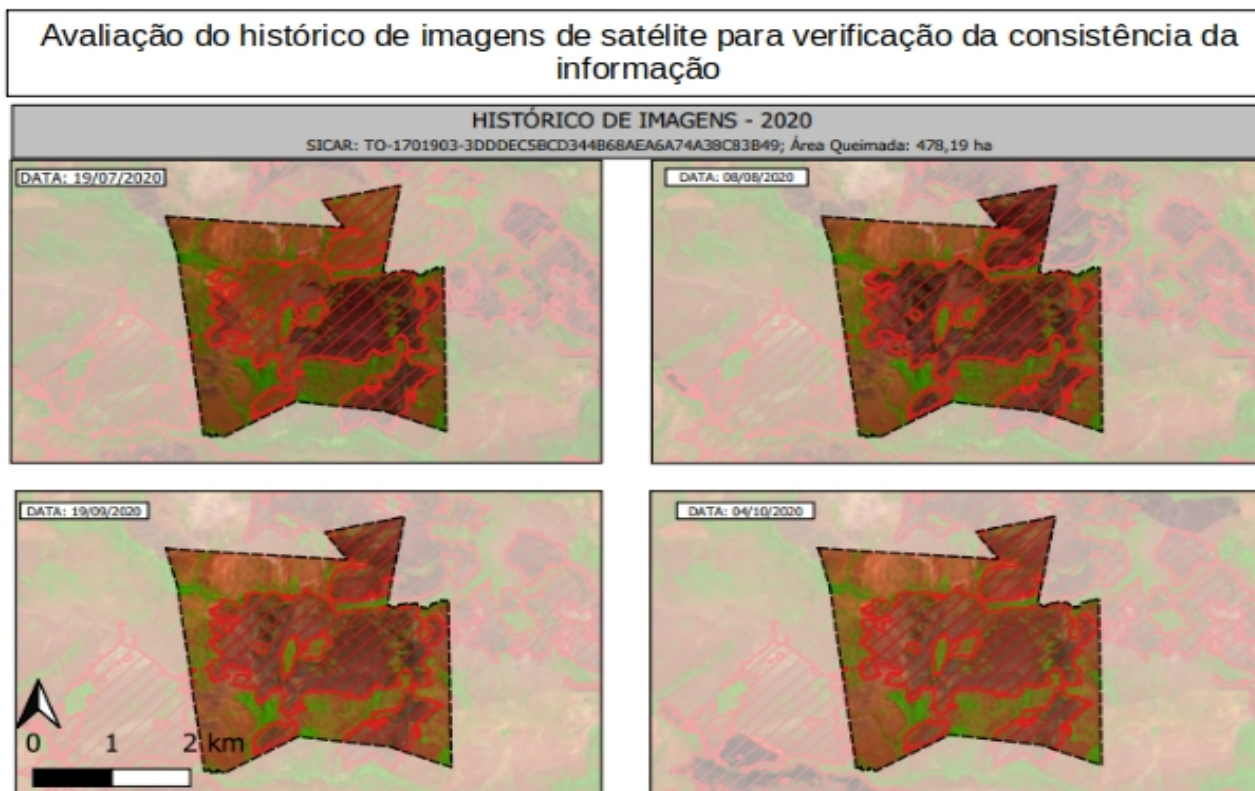 Avaliação do histórico de imagens de satélite para verificação da consistência da
informação
HISTÓRICO DE IMAGENS - 2020
SICAR: TO-1701903-3DDDEC5BCD344B68AEA6A74A38C83B49; Área Queimada: 478,19 ha
DATA: 19/07/2020
DATA: 08/08/2020
DATA: 19/09/2020
DATA: 04/10/2020
0 1 2 km